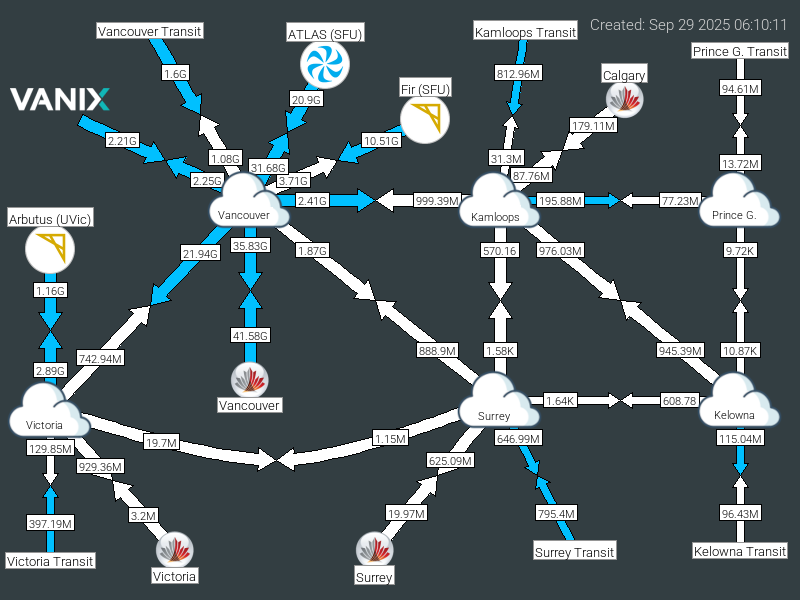 Created: Sep 29 2025 06:10:11
Vancouver Transit
ATLAS (SFU)
Kamloops Transit
Prince G. Transit
1.6G
812.96M
Calgary
94.61M
Fir (SFU)
VANIX
20.9G
179.11M
2.21G
10.51G
1.08G
31.3M
13.72M
31.68G
87.76M
2.25G
3.71G
2.41G
999.39M
195.88M
77.23M
Vancouver
Kamloops
Prince G.
Arbutus (UVic)
21.94G
35.83G
1.87G
570.16
976.03M
9.72K
1.16G
41.58G
742.94M
888.9M
1.58K
945.39M
10.87K
2.89G
Vancouver
1.64K
608.78
Victoria
Surrey
Kelowna
129.85M
19.7M
1.15M
646.99M
115.04M
929.36M
625.09M
397.19M
3.2M
19.97M
795.4M
96.43M
Victoria Transit
Victoria
Surrey
Surrey Transit
Kelowna Transit